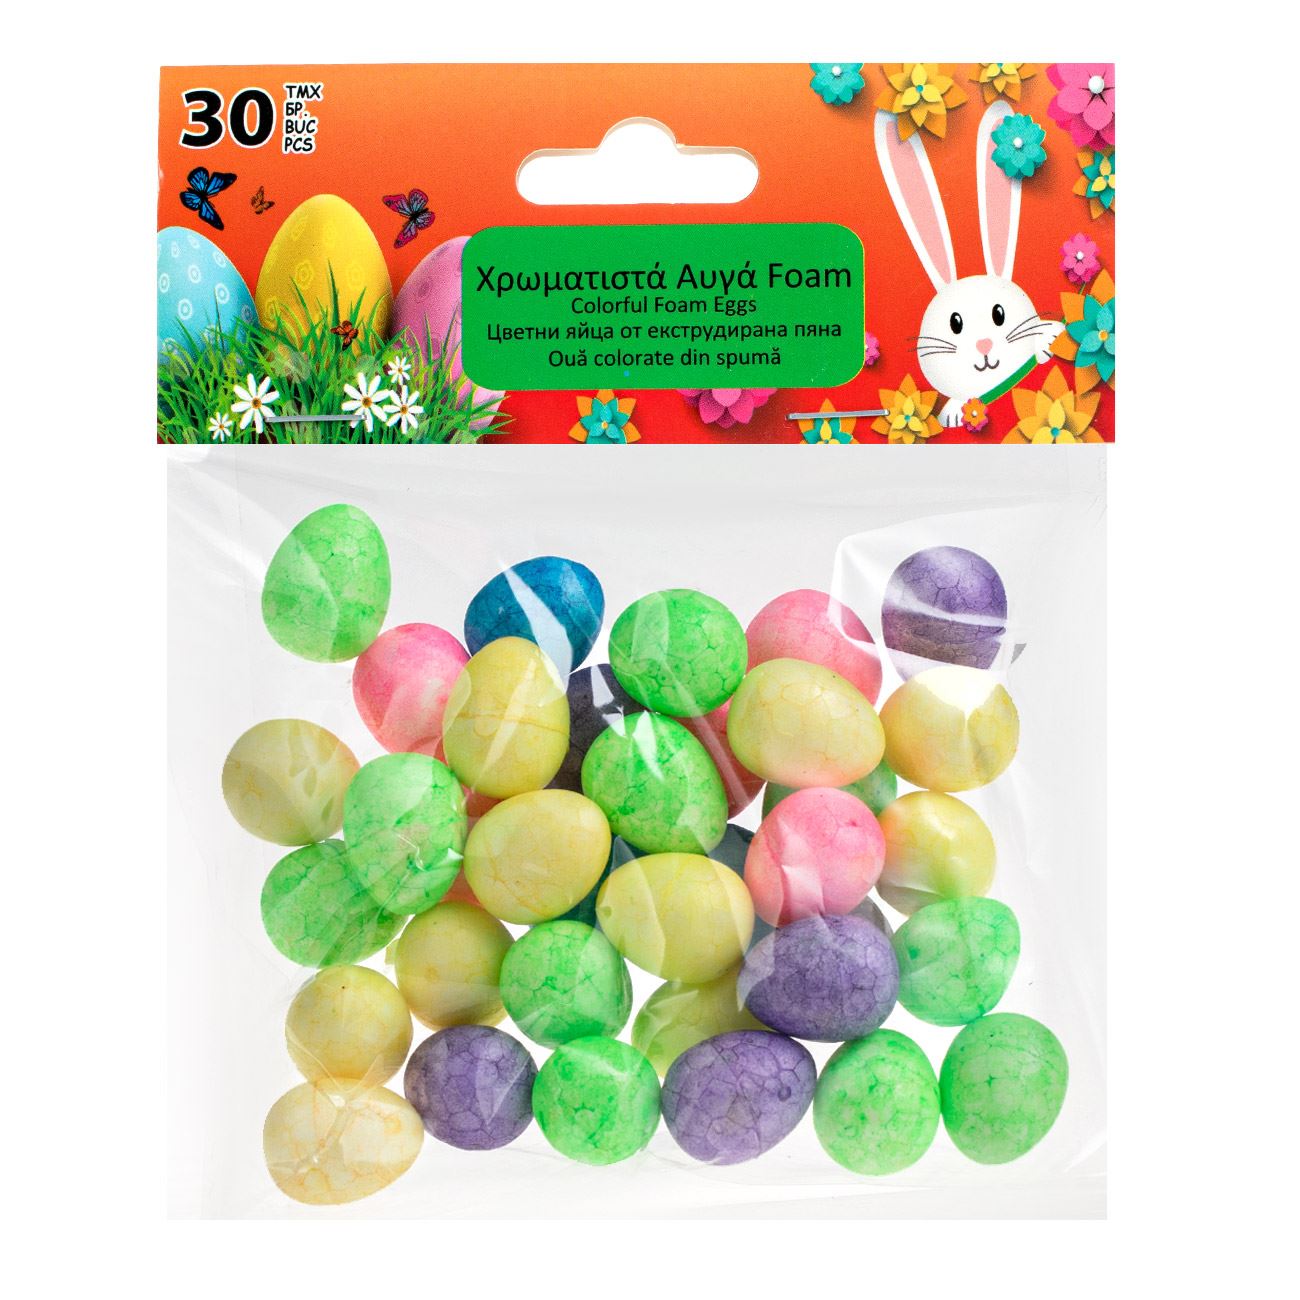 30
ΤΜΧ
БР.
BUC
PCS
Χρωματιστά Αυγά Foam
Colorful Foam Eggs
Цветни яйца от екструдирана пяна
Ouă colorate din spumă